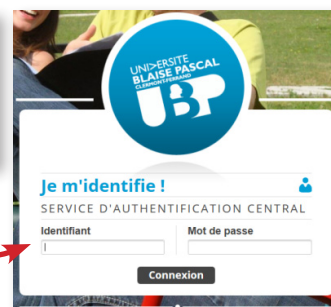 UNIVERSITE
BLAISE PASCAL
CLERMONT-FERRAND
UBP
Je m'identifie !
SERVICE D'AUTHENTIFICATION CENTRAL
Identifiant
Mot de passe
Connexion